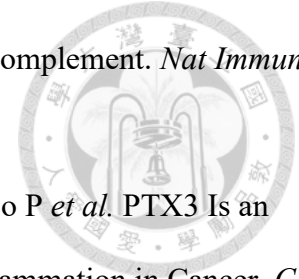 omplement. Nat Immun
o P et al. PTX3 Is an
ammation in Cancer. C